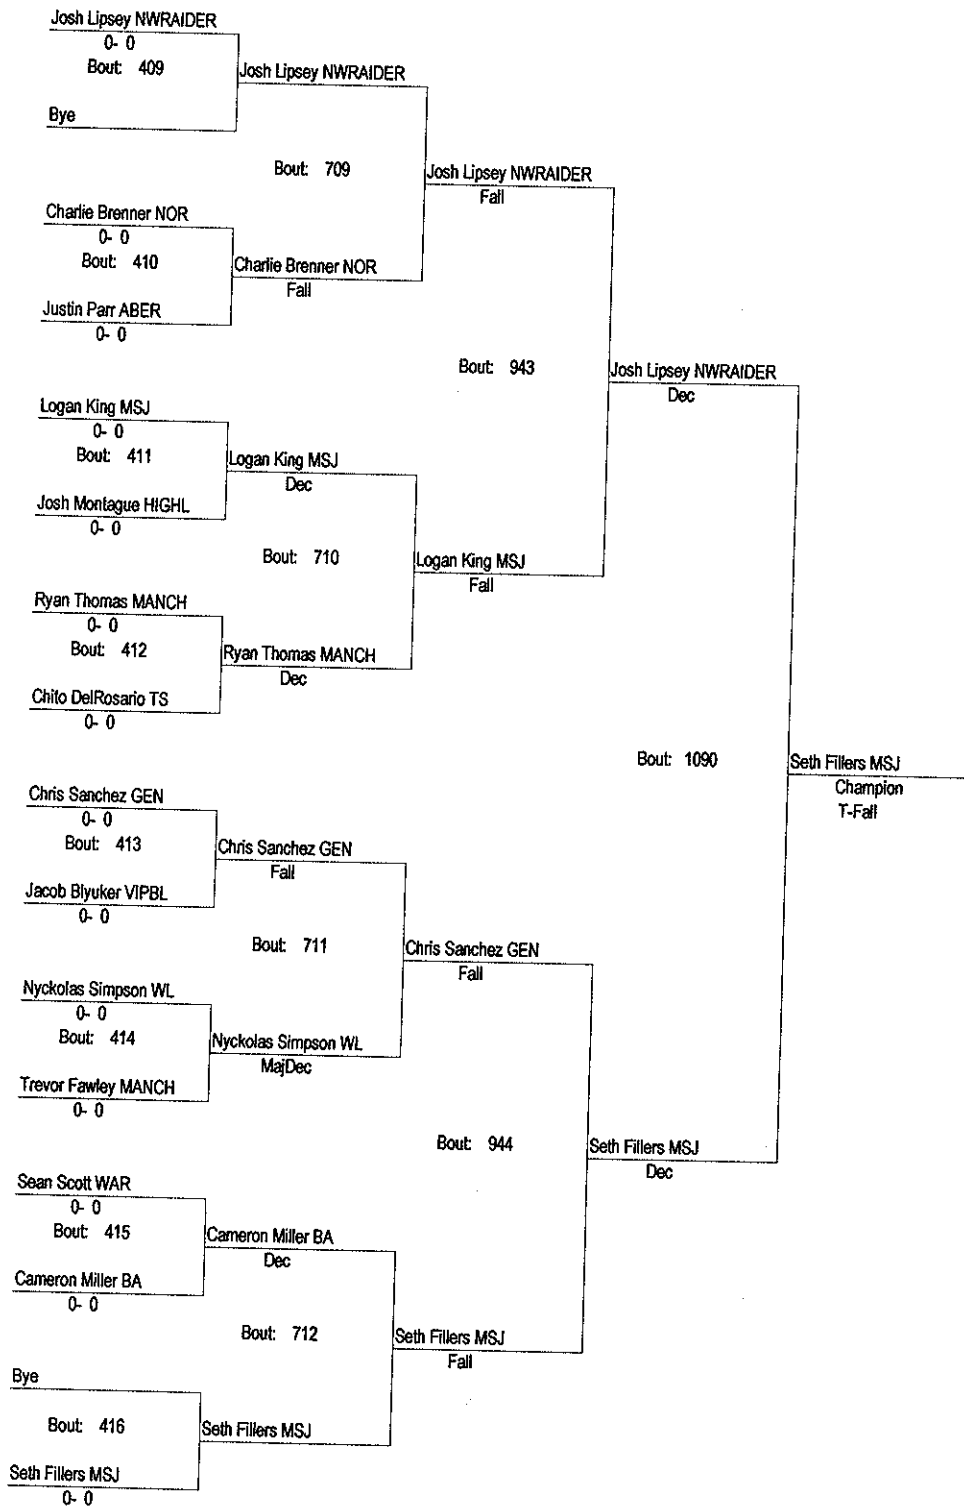 Josh Lipsey NWRAIDER
0- 0
Bout: 409
Josh Lipsey NWRAIDER
Bye
Bout: 709
Josh Lipsey NWRAIDER
Fall
Charlie Brenner NOR
0- 0
Bout: 410
Charlie Brenner NOR
Fall
Justin Parr ABER
0- 0
Bout: 943
Josh Lipsey NWRAIDER
Dec
Logan King MSJ
0- 0
Bout: 411
Logan King MSJ
Dec
Josh Montague HIGHL
0- 0
Bout: 710
Logan King MSJ
Fall
Ryan Thomas MANCH
0- 0
Bout: 412
Ryan Thomas MANCH
Dec
Chito DelRosario TS
0- 0
Bout: 1090
Seth Fillers MSJ
Champion
T-Fall
Chris Sanchez GEN
0- 0
Bout: 413
Chris Sanchez GEN
Fall
Jacob Blyuker VIPBL
0- 0
Bout: 711
Chris Sanchez GEN
Fall
Nyckolas Simpson WL
0- 0
Bout: 414
Nyckolas Simpson WL
MajDec
Trevor Fawley MANCH
0- 0
Bout: 944
Seth Fillers MSJ
Dec
Sean Scott WAR
0- 0
Bout: 415
Cameron Miller BA
Dec
Cameron Miller BA
0- 0
Bout: 712
Seth Fillers MSJ
Fall
Bye
Bout: 416
Seth Fillers MSJ
Seth Fillers MSJ
0- 0